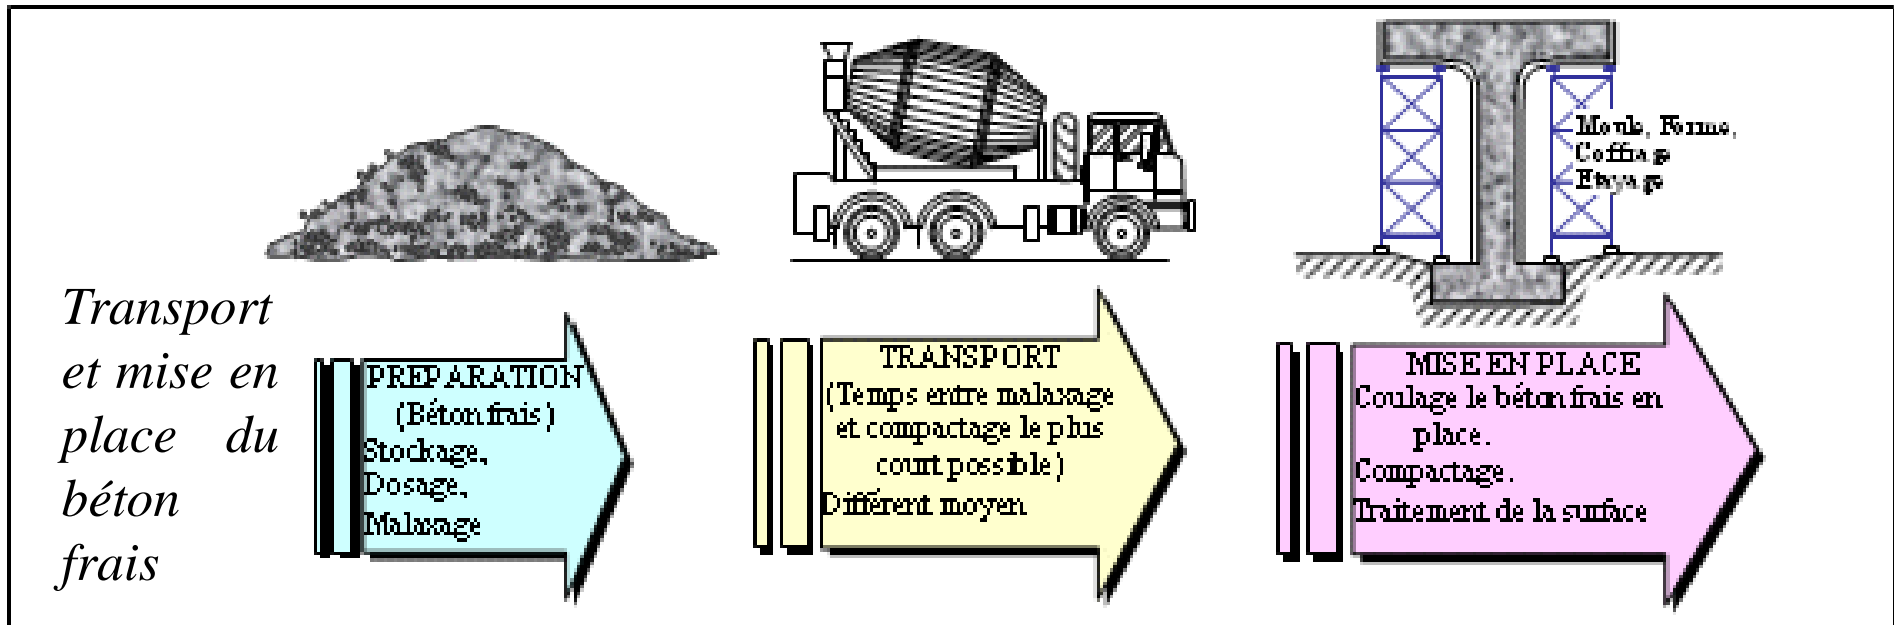 Moule, Forme,
Coffrage
Etayage
Transport
et mise en
place du
béton
frais
PREPARATION
(Béton frais)
Stockage,
Dosage,
Malaxage
TRANSPORT
(Temps entre malaxage
et compactage le plus
court possible)
Différent moyen
MISE EN PLACE
Coulage le béton frais en
place.
Compactage.
Traitement de la surface